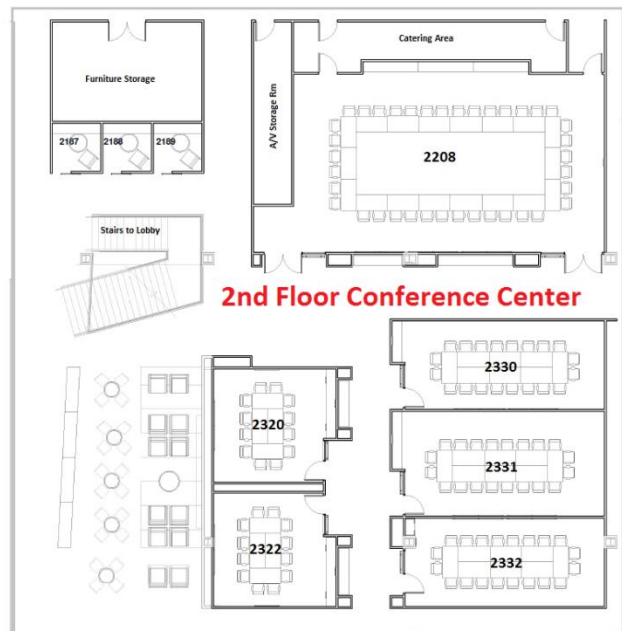 Catering Area
Furniture Storage
A/V Storage Rm
2187 2188 2189
2208
Stairs to Lobby
2nd Floor Conference Center
2330
2320
2331
2322
2332